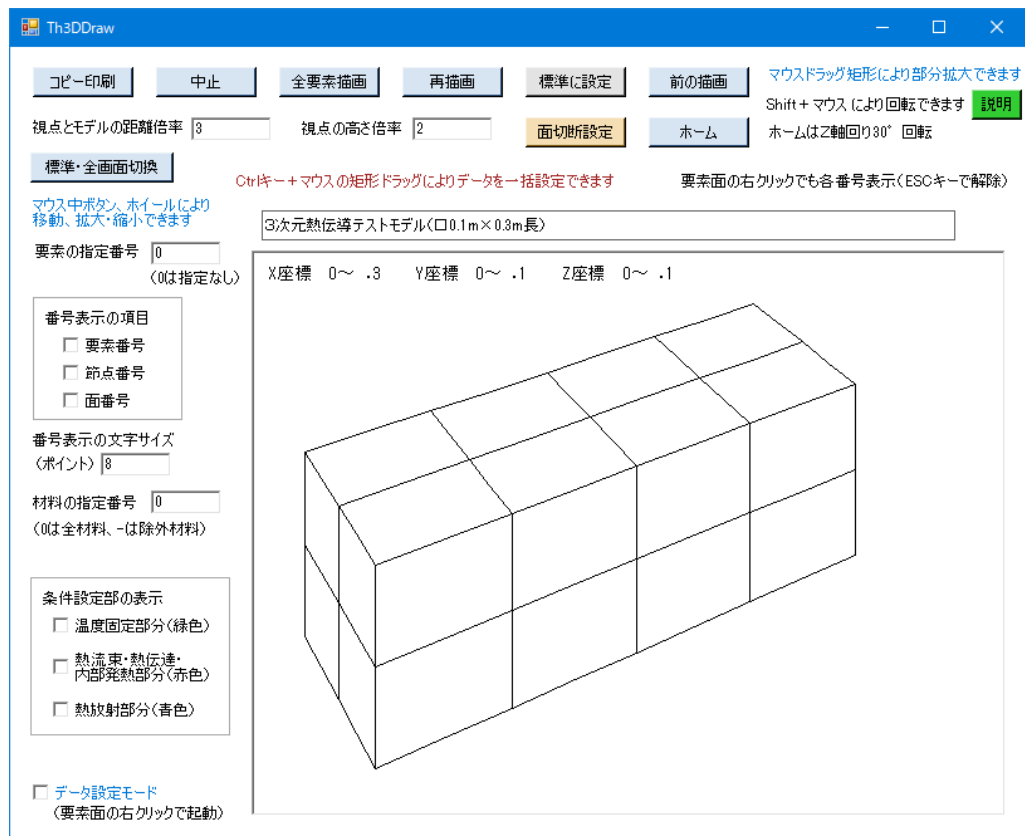 Th3DDraw
コピー印刷 中止 全要素描画 再描画 標準に設定 前の描画 マウスドラッグ矩形により部分拡大できます
Shift+マウスにより回転できます 説明
視点とモデルの距離倍率 3 視点の高さ倍率 2 面切断設定 ホーム ホームはZ軸回り30°回転
標準・全画面切換
Ctrlキー+マウスの矩形ドラッグによりデータを一括設定できます 要素面の右クリックでも各番号表示(ESCキーで解除)
マウス中ボタン、ホイールにより
移動、拡大・縮小できます
3次元熱伝導テストモデル(口0.1m×0.3m長)
要素の指定番号 0
(0は指定なし)
X座標 0～ .3 Y座標 0～ .1 Z座標 0～ .1
番号表示の項目
要素番号
節点番号
面番号
番号表示の文字サイズ
(ポイント) 8
材料の指定番号 0
(0は全材料、-は除外材料)
条件設定部の表示
温度固定部分(緑色)
熱流束・熱伝達・
内部発熱部分(赤色)
熱放射部分(青色)
データ設定モード
(要素面の右クリックで起動)